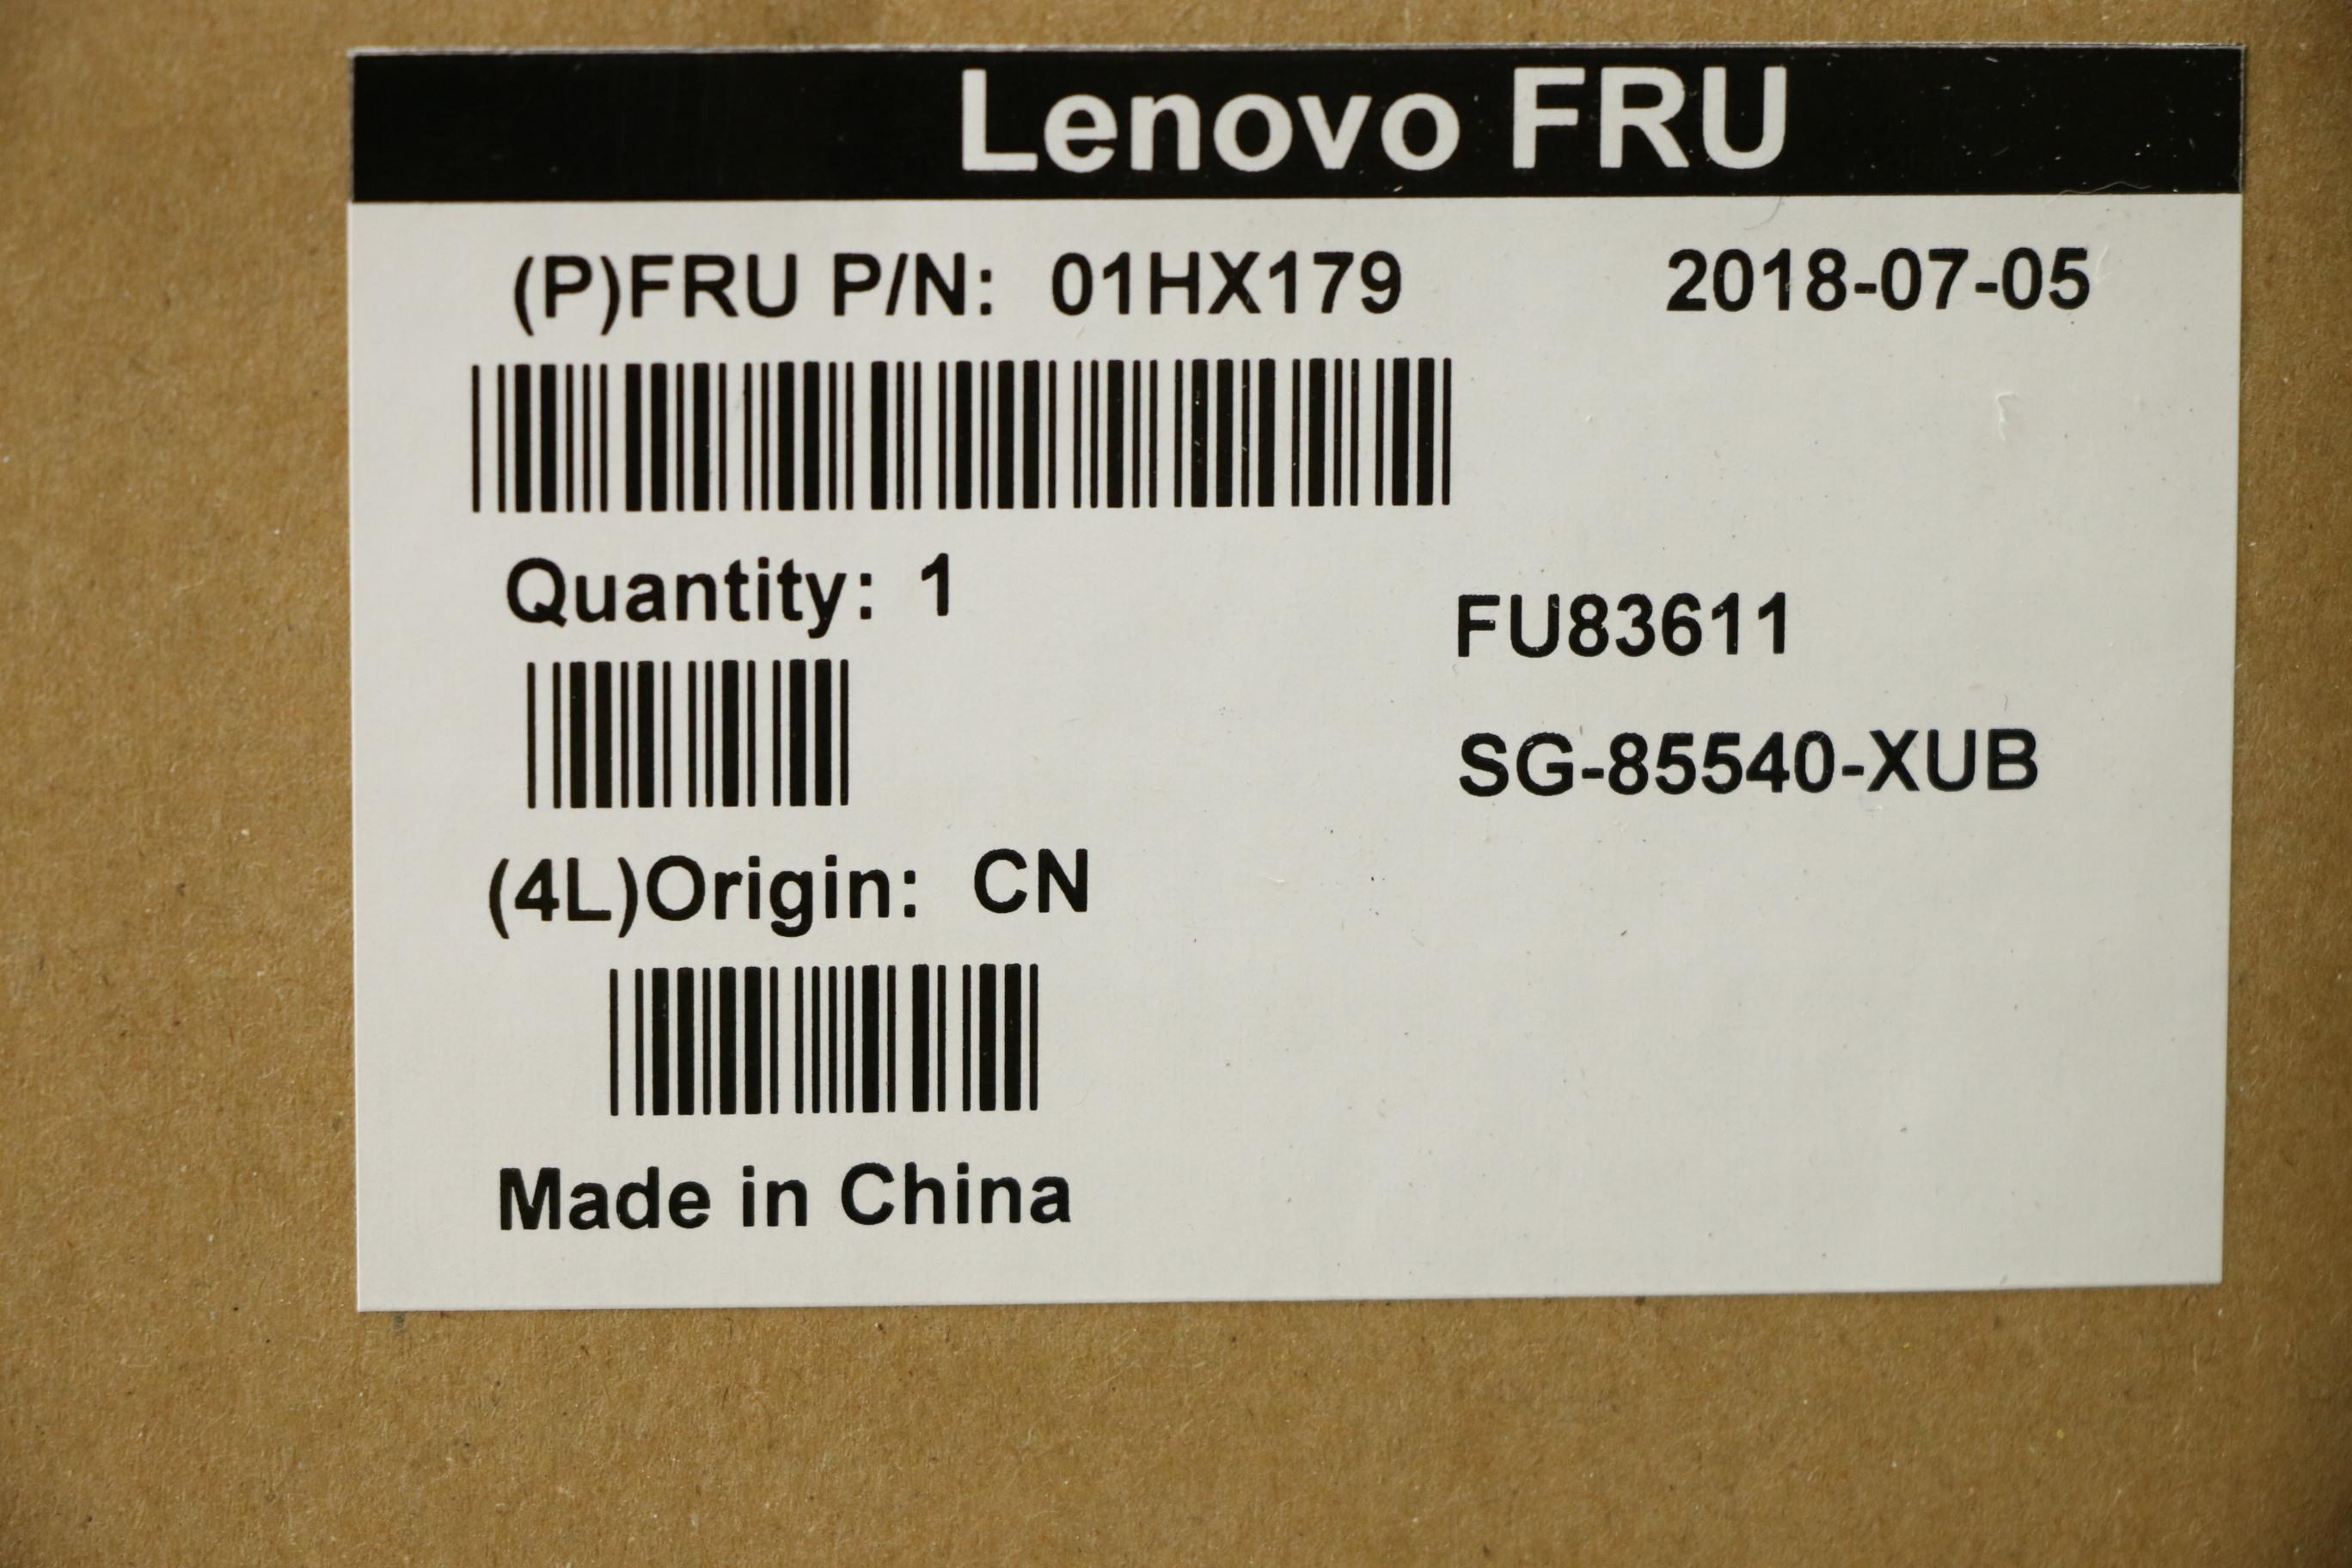 Lenovo FRU
(P)FRU P/N: 01HX179 2018-07-05
Quantity: 1
FU83611
SG-85540-XUB
(4L)Origin: CN
Made in China